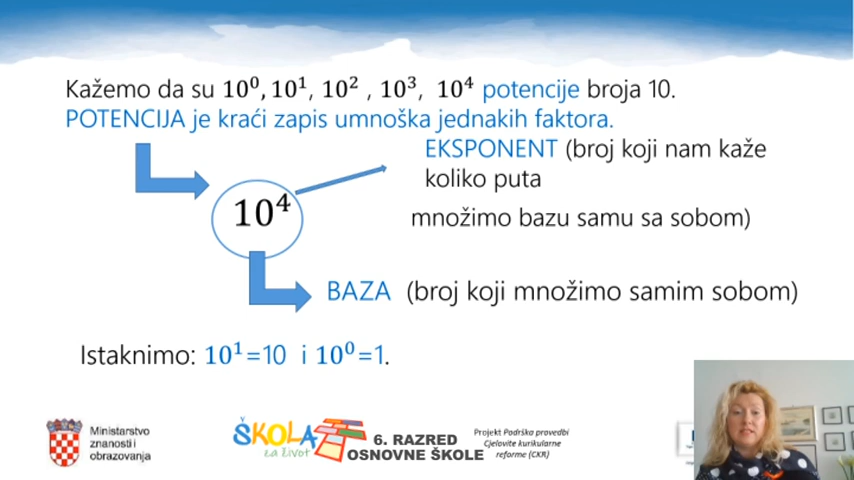 Kažemo da su 10⁰, 10¹, 10² , 10³, 10⁴ potencije broja 10.
POTENCIJA je kraći zapis umnoška jednakih faktora.
EKSPONENT (broj koji nam kaže
koliko puta
množimo bazu samu sa sobom)
10⁴
BAZA (broj koji množimo samim sobom)
Istaknimo: 10¹=10 i 10⁰=1.
Ministarstvo
znanosti i
obrazovanja
ŠKOLA
za život
6. RAZRED
OSNOVNE ŠKOLE
Projekt Podrška provedbi
Cjelovite kurikularne
reforme (CKR)